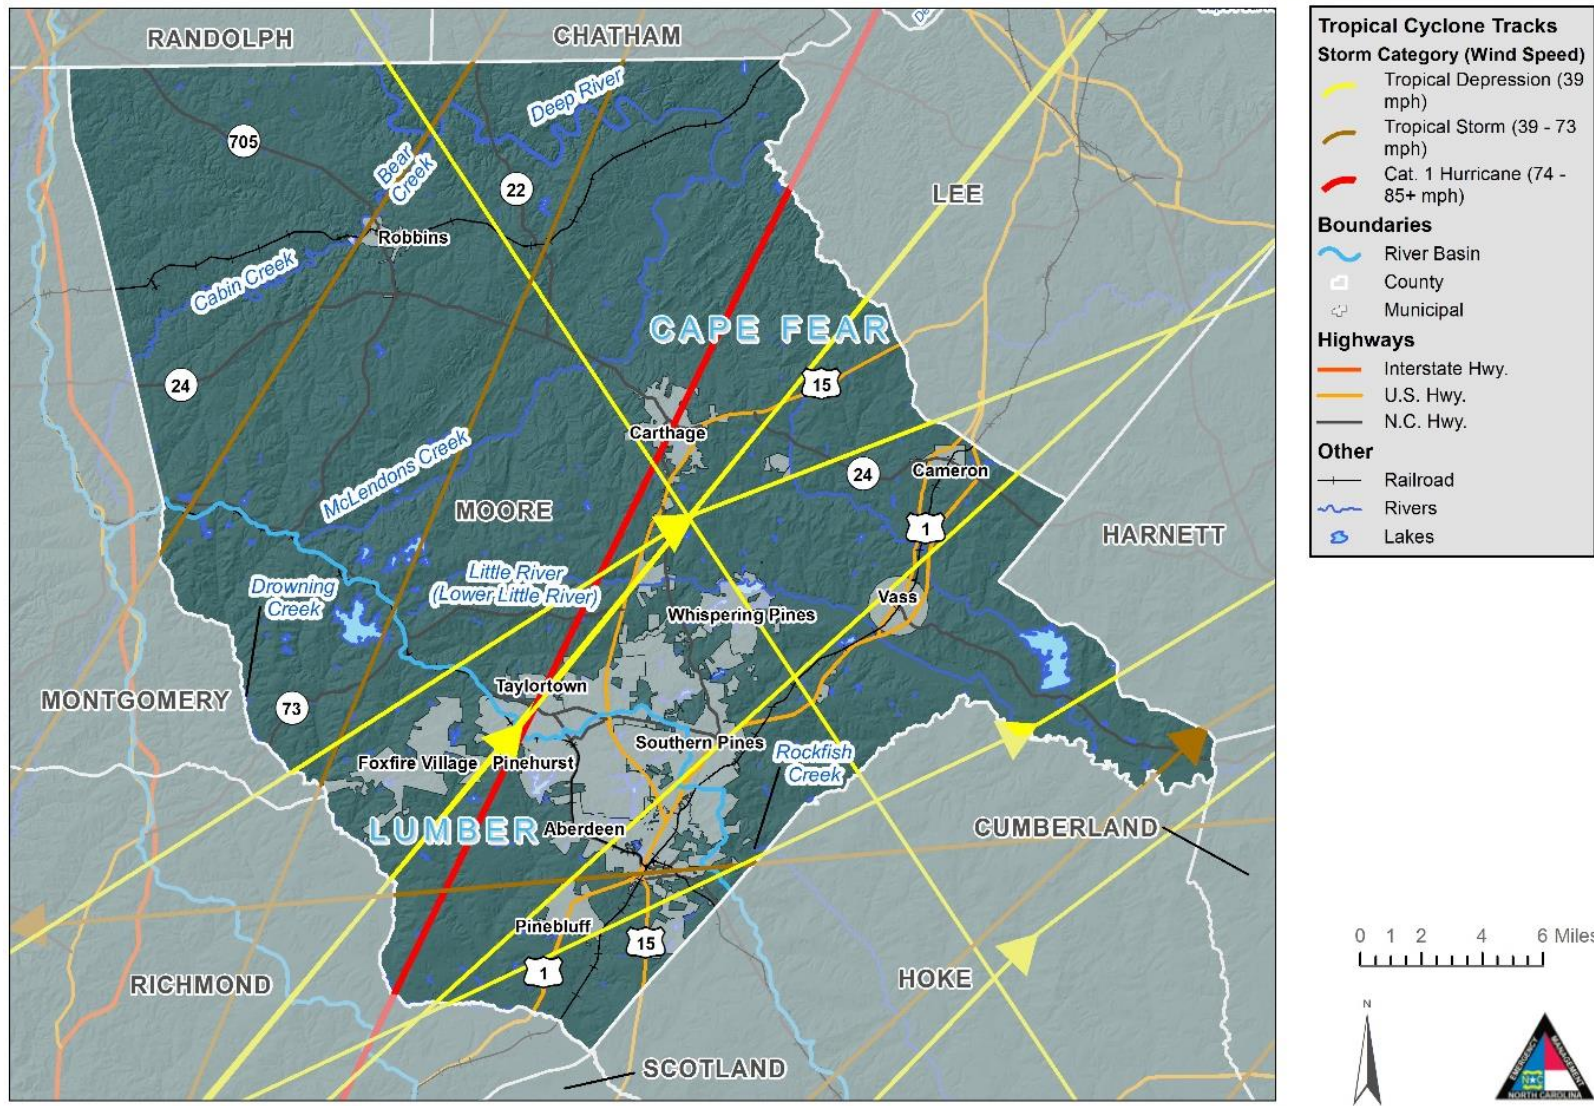 RANDOLPH
CHATHAM
Deep River
705
Bear
Creek
22
LEE
Robbins
Cabin Creek
CAPE FEAR
24
15
Carthage
McLendons Creek
24
Cameron
MOORE
1
HARNETT
Drowning
Creek
Little River
(Lower Little River)
Whispering Pines
Vass
MONTGOMERY
73
Taylortown
Southern Pines
Rockfish
Creek
Foxfire Village
Pinehurst
LUMBER
Aberdeen
CUMBERLAND
Pinebluff
15
1
RICHMOND
HOKE
SCOTLAND
Tropical Cyclone Tracks
Storm Category (Wind Speed)
Tropical Depression (39
mph)
Tropical Storm (39 - 73
mph)
Cat. 1 Hurricane (74 -
85+ mph)
Boundaries
River Basin
County
Municipal
Highways
Interstate Hwy.
U.S. Hwy.
N.C. Hwy.
Other
Railroad
Rivers
Lakes
0 1 2 4 6 Miles
N
EMERGENCY
MANAGEMENT
N C
NORTH CAROLINA